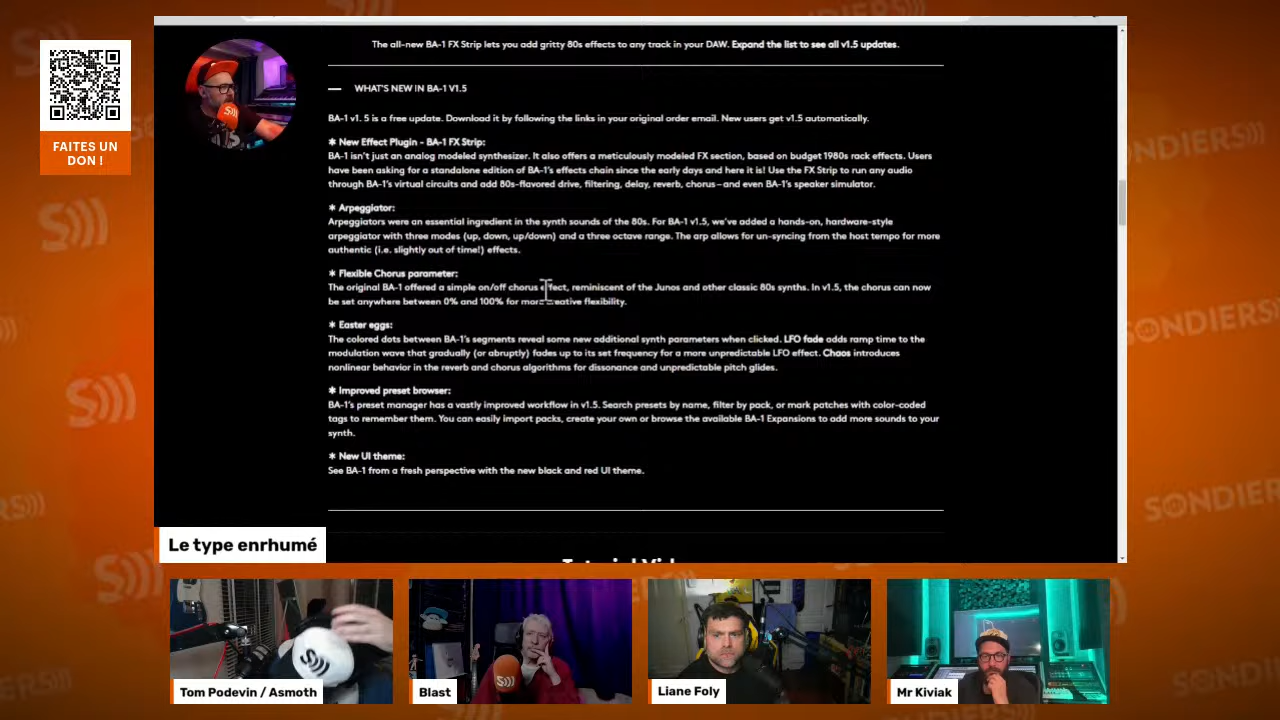 FAITES UN
DON !
The all-new BA-1 FX Strip lets you add gritty 80s effects to any track in your DAW. Expand the list to see all v1.5 updates.
— WHAT'S NEW IN BA-1 V1.5
BA-1 v1. 5 is a free update. Download it by following the links in your original order email. New users get v1.5 automatically.
✱ New Effect Plugin - BA-1 FX Strip:
BA-1 isn't just an analog modeled synthesizer. It also offers a meticulously modeled FX section, based on budget 1980s rack effects. Users
have been asking for a standalone edition of BA-1's effects chain since the early days and here it is! Use the FX Strip to run any audio
through BA-1's virtual circuits and add 80s-flavored drive, filtering, delay, reverb, chorus—and even BA-1's speaker simulator.
✱ Arpeggiator:
Arpeggiators were an essential ingredient in the synth sounds of the 80s. For BA-1 v1.5, we've added a hands-on, hardware-style
arpeggiator with three modes (up, down, up/down) and a three octave range. The arp allows for un-syncing from the host tempo for more
authentic (i.e. slightly out of time!) effects.
✱ Flexible Chorus parameter:
The original BA-1 offered a simple on/off chorus effect, reminiscent of the Junos and other classic 80s synths. In v1.5, the chorus can now
be set anywhere between 0% and 100% for more creative flexibility.
✱ Easter eggs:
The colored dots between BA-1's segments reveal some new additional synth parameters when clicked. LFO fade adds ramp time to the
modulation wave that gradually (or abruptly) fades up to its set frequency for a more unpredictable LFO effect. Chaos introduces
nonlinear behavior in the reverb and chorus algorithms for dissonance and unpredictable pitch glides.
✱ Improved preset browser:
BA-1's preset manager has a vastly improved workflow in v1.5. Search presets by name, filter by pack, or mark patches with color-coded
tags to remember them. You can easily import packs, create your own or browse the available BA-1 Expansions to add more sounds to your
synth.
✱ New UI theme:
See BA-1 from a fresh perspective with the new black and red UI theme.
Le type enrhumé
Tom Podevin / Asmoth
Blast
Liane Foly
Mr Kiviak
SONDIERS)))